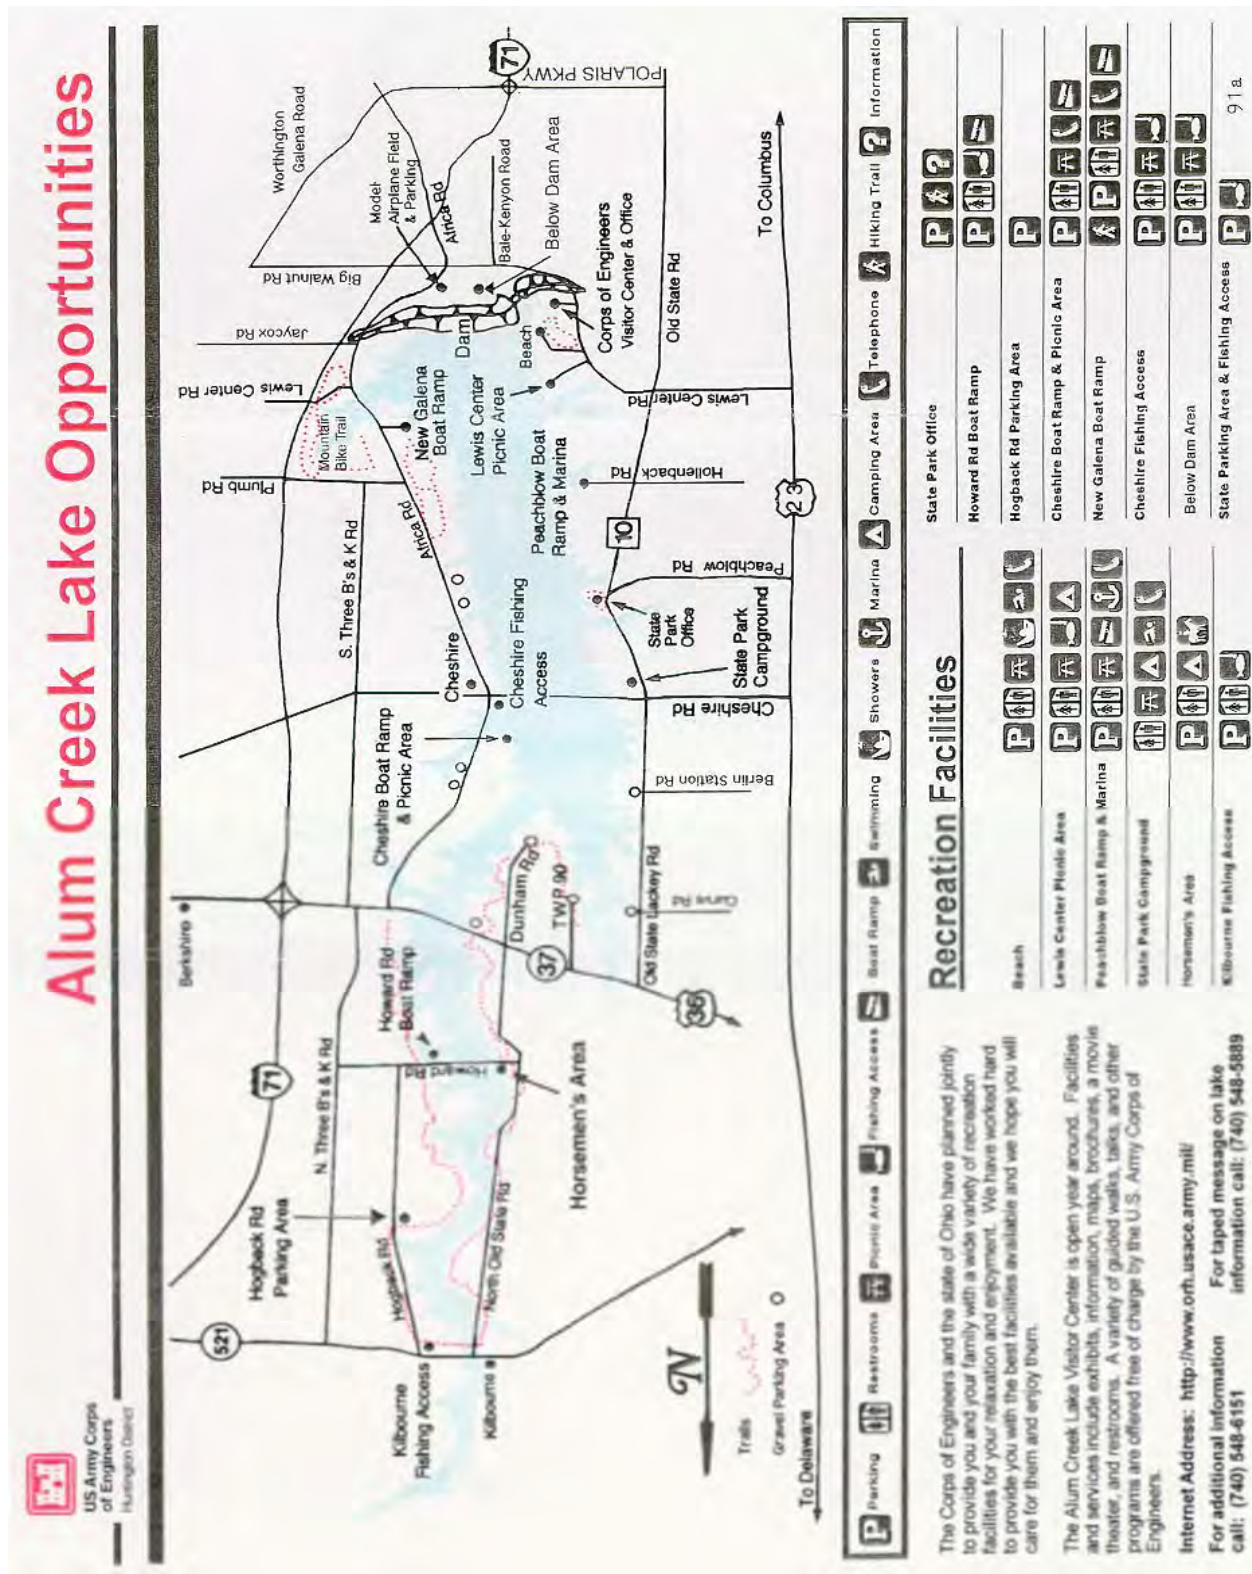 Alum Creek Lake Opportunities
US Army Corps
of Engineers
Huntington District
521
Kilbourne
Fishing Access
Kilbourne
Hogback Rd
Parking Area
Hogback Rd
North Old State Rd
N. Three B's & K Rd
71
Berkshire
Howard Rd
Boat Ramp
Howard Rd
Horsemen's Area
37
36
Dunham Rd
TWP. 90
Old State Lackey Rd
Curve Rd
Berlin Station Rd
Cheshire Boat Ramp
& Picnic Area
Cheshire
Cheshire Fishing
Access
Cheshire Rd
State Park
Campground
State
Park
Office
Peachblow
Rd
10
S. Three B's & K Rd
Africa Rd
Plumb Rd
Mountain
Bike Trail
Lewis Center Rd
Jaycox Rd
Big Walnut Rd
New Galena
Boat Ramp
Lewis Center
Picnic Area
Peachblow Boat
Ramp & Marina
Hollenback
Rd
Lewis Center
Rd
23
Dam
Beach
Corps of Engineers
Visitor Center & Office
Below Dam Area
Bale-Kenyon Road
Africa Rd
Model
Airplane Field
& Parking
Worthington
Galena Road
71
POLARIS PKWY
Old State Rd
To Columbus
To Delaware
N
Trails
Gravel Parking Area
P Parking Restrooms Picnic Area Fishing Access Boat Ramp Swimming Showers Marina Camping Area Telephone Hiking Trail ? Information
The Corps of Engineers and the state of Ohio have planned jointly
to provide you and your family with a wide variety of recreation
facilities for your relaxation and enjoyment. We have worked hard
to provide you with the best facilities available and we hope you will
care for them and enjoy them.
The Alum Creek Lake Visitor Center is open year around. Facilities
and services include exhibits, information, maps, brochures, a movie
theater, and restrooms. A variety of guided walks, talks, and other
programs are offered free of charge by the U.S. Army Corps of
Engineers.
Internet Address: http://www.orh.usace.army.mil/
For additional information
call: (740) 548-6151
For taped message on lake
information call: (740) 548-5889
Recreation Facilities
Beach P
Lewis Center Picnic Area P
Peachblow Boat Ramp & Marina P
State Park Campground
Horsemen's Area P
Kilbourne Fishing Access P
State Park Office P ?
Howard Rd Boat Ramp P
Hogback Rd Parking Area P
Cheshire Boat Ramp & Picnic Area P
New Galena Boat Ramp P
Cheshire Fishing Access P
Below Dam Area P
State Parking Area & Fishing Access P
91a